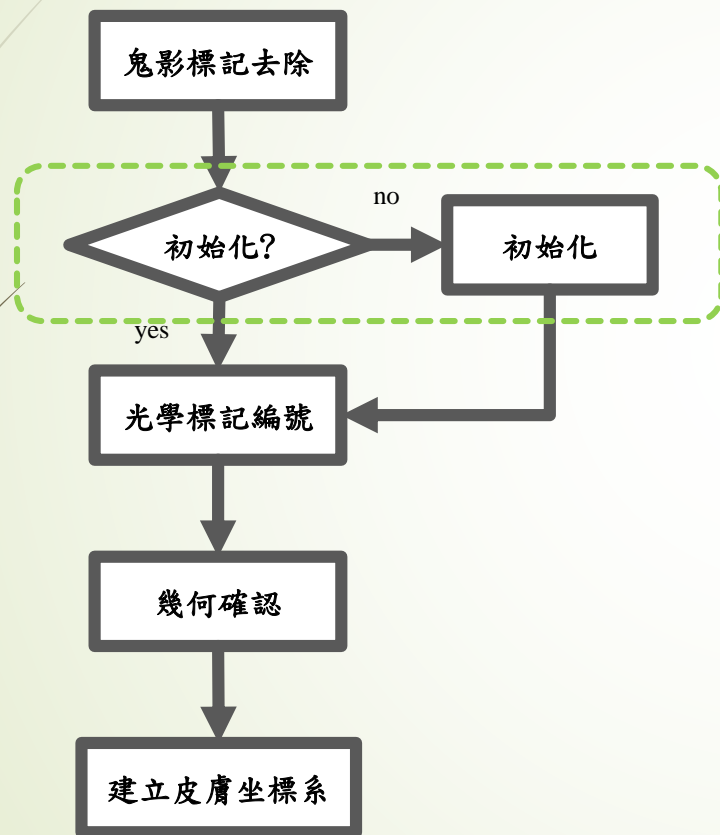 鬼影標記去除
no
初始化?
初始化
yes
光學標記編號
幾何確認
建立皮膚坐標系